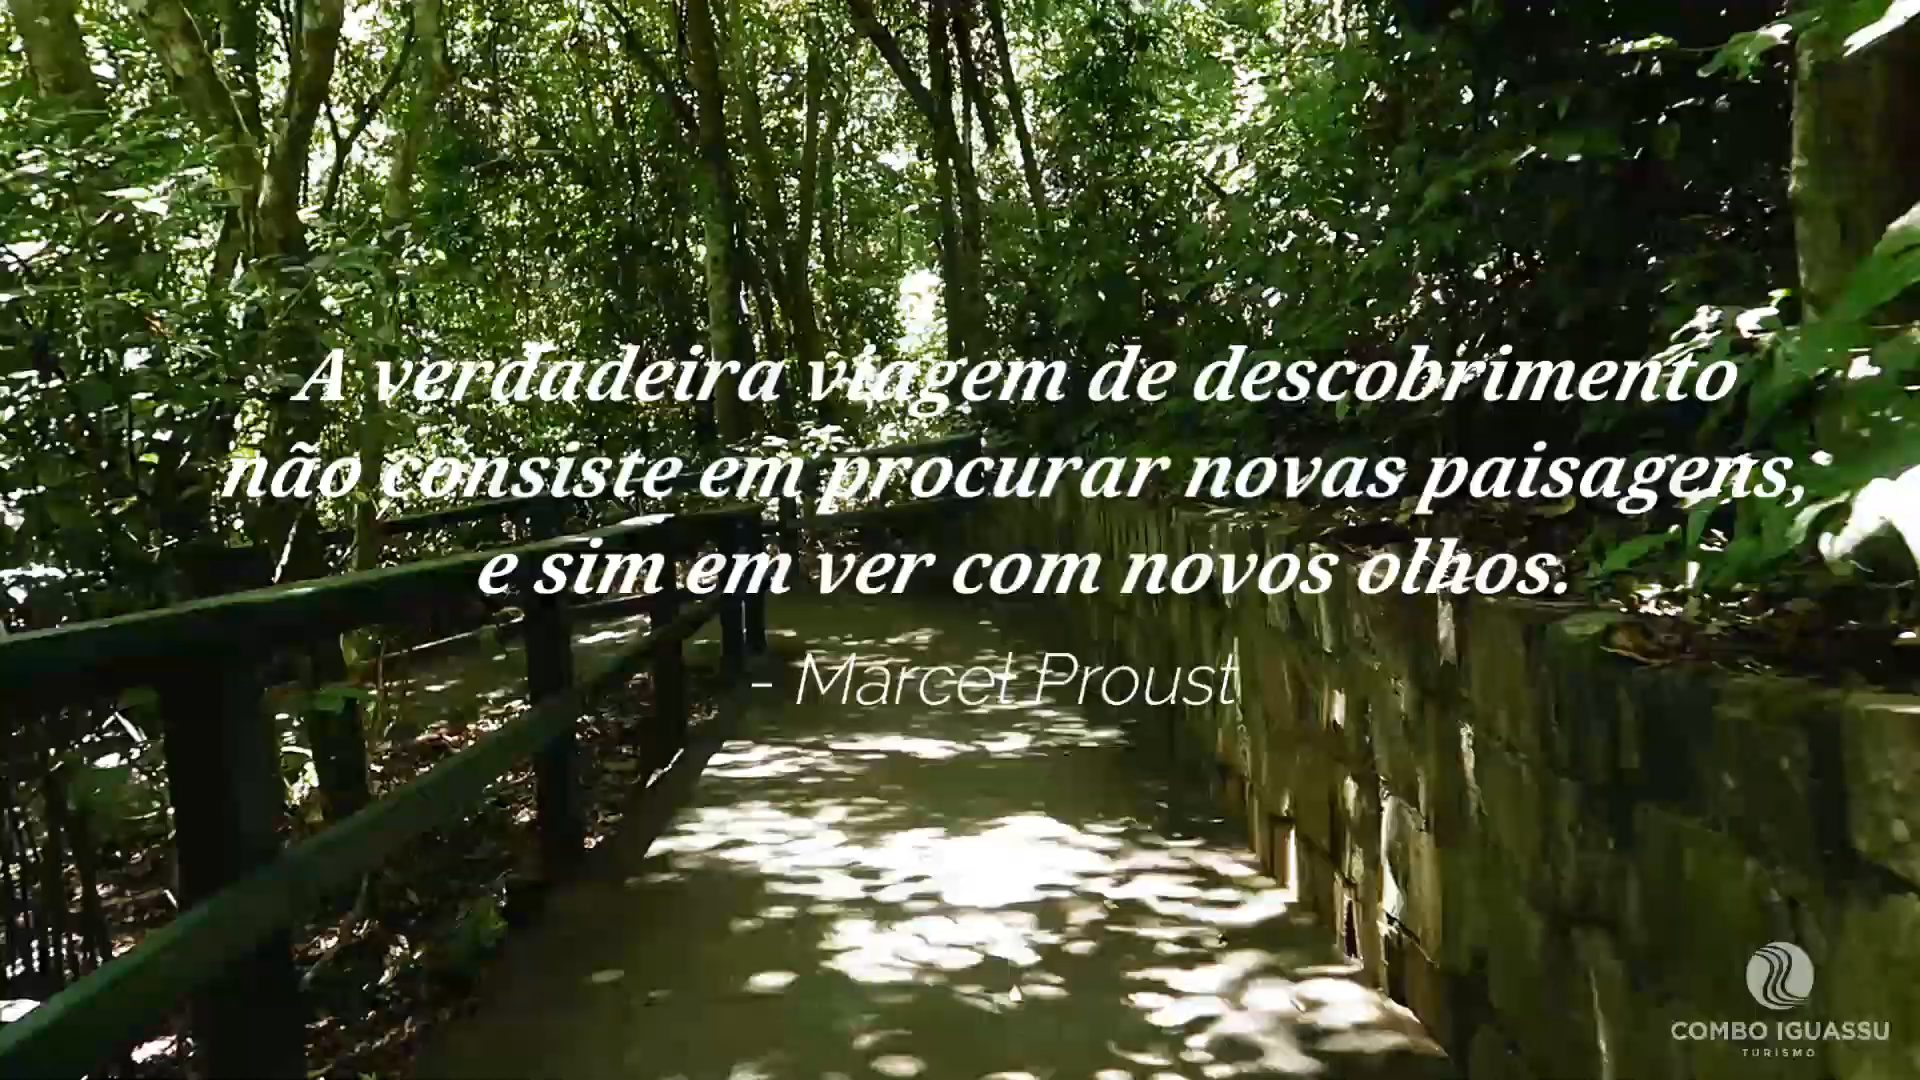 A verdadeira viagem de descobrimento
não consiste em procurar novas paisagens,
e sim em ver com novos olhos.
- Marcel Proust
COMBO IGUASSU
TURISMO